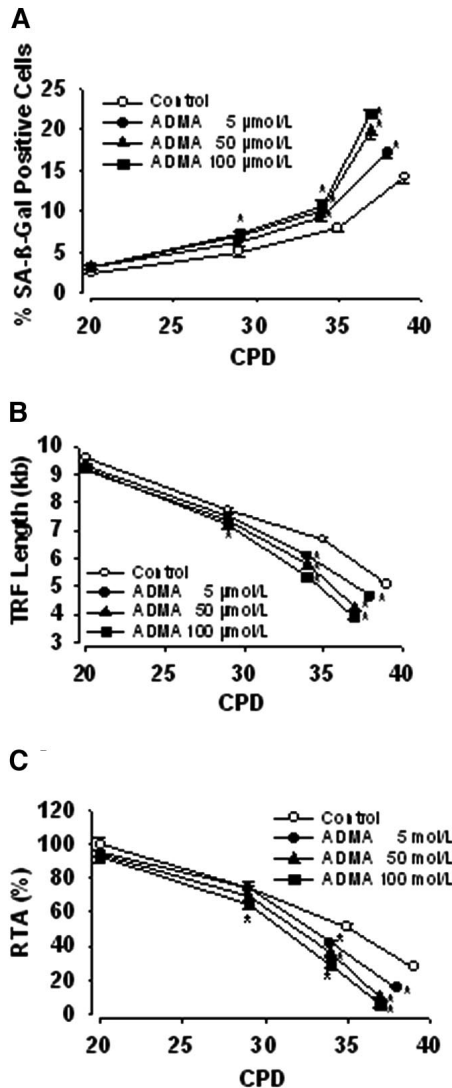 A
% SA-ß-Gal Positive Cells
25
20
15
10
5
0
Control
ADMA 5 µmol/L
ADMA 50 µmol/L
ADMA 100 µmol/L
* * * * * *
20 25 30 35 40
CPD
B
TRF Length (kb)
10
9
8
7
6
5
4
3
Control
ADMA 5 µmol/L
ADMA 50 µmol/L
ADMA 100 µmol/L
20 25 30 35 40
CPD
C
RTA (%)
120
100
80
60
40
20
0
Control
ADMA 5 mol/L
ADMA 50 mol/L
ADMA 100 mol/L
20 25 30 35 40
CPD